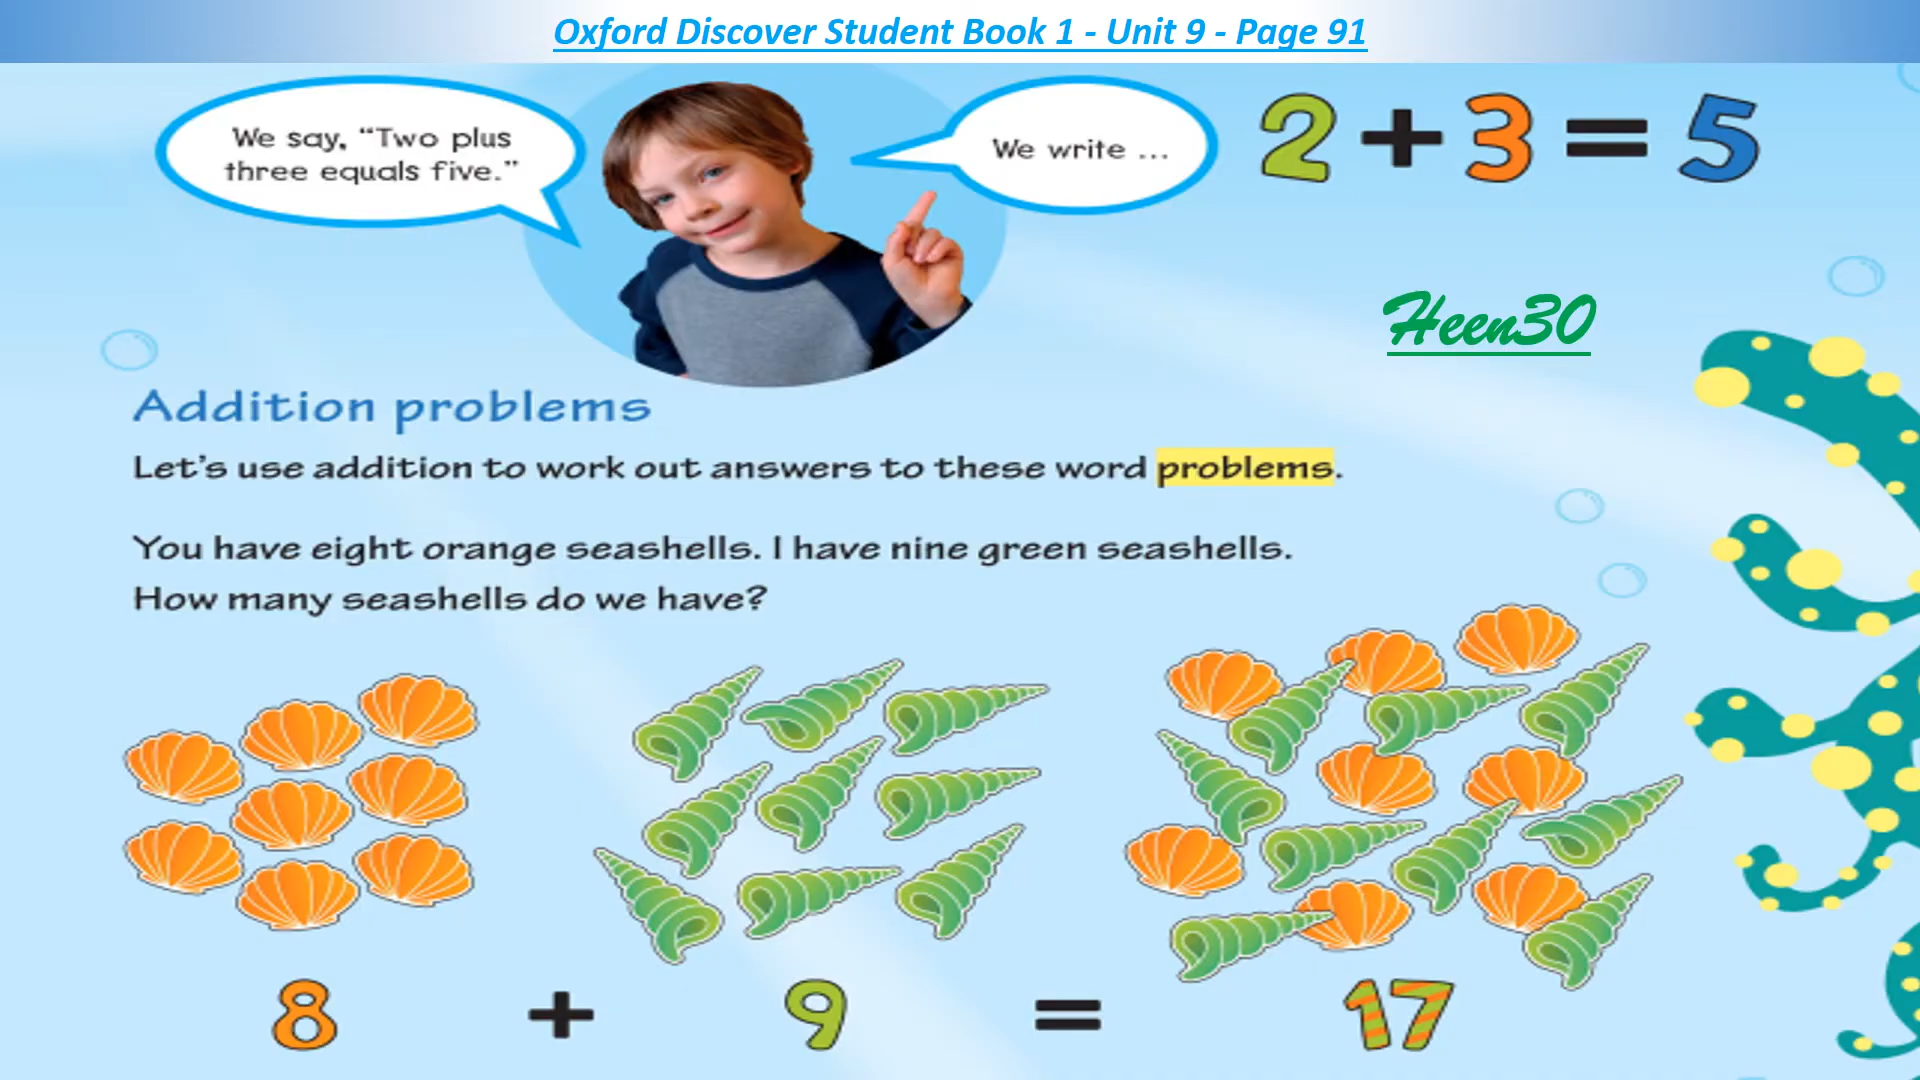 Oxford Discover Student Book 1 - Unit 9 - Page 91
We say, “Two plus
three equals five.”
We write ...
2 + 3 = 5
Heen30
Addition problems
Let’s use addition to work out answers to these word problems.
You have eight orange seashells. I have nine green seashells.
How many seashells do we have?
8 + 9 = 17